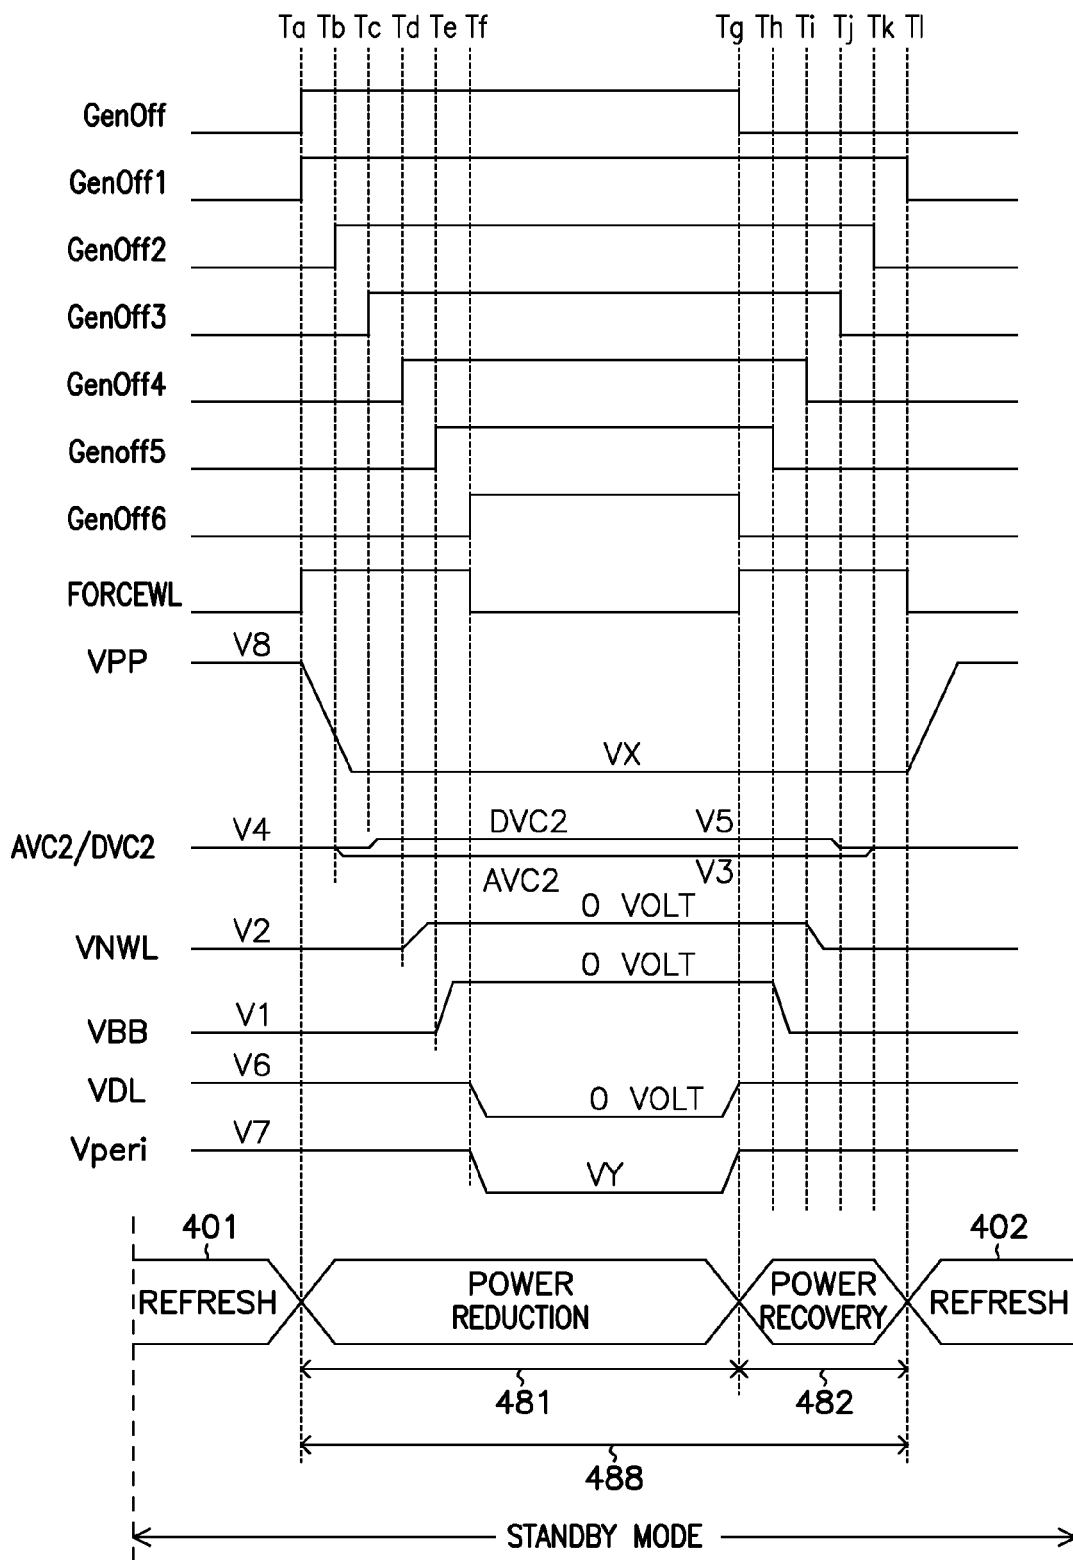 Ta Tb Tc Td Te Tf Tg Th Ti Tj Tk Tl
GenOff
GenOff1
GenOff2
GenOff3
GenOff4
Genoff5
GenOff6
FORCEWL
VPP V8
VX
AVC2/DVC2 V4 DVC2 V5
AVC2 V3
VNWL V2 0 VOLT
VBB V1 0 VOLT
VDL V6 0 VOLT
Vperi V7 VY
401 402
REFRESH POWER REDUCTION POWER RECOVERY REFRESH
481 482
488
STANDBY MODE